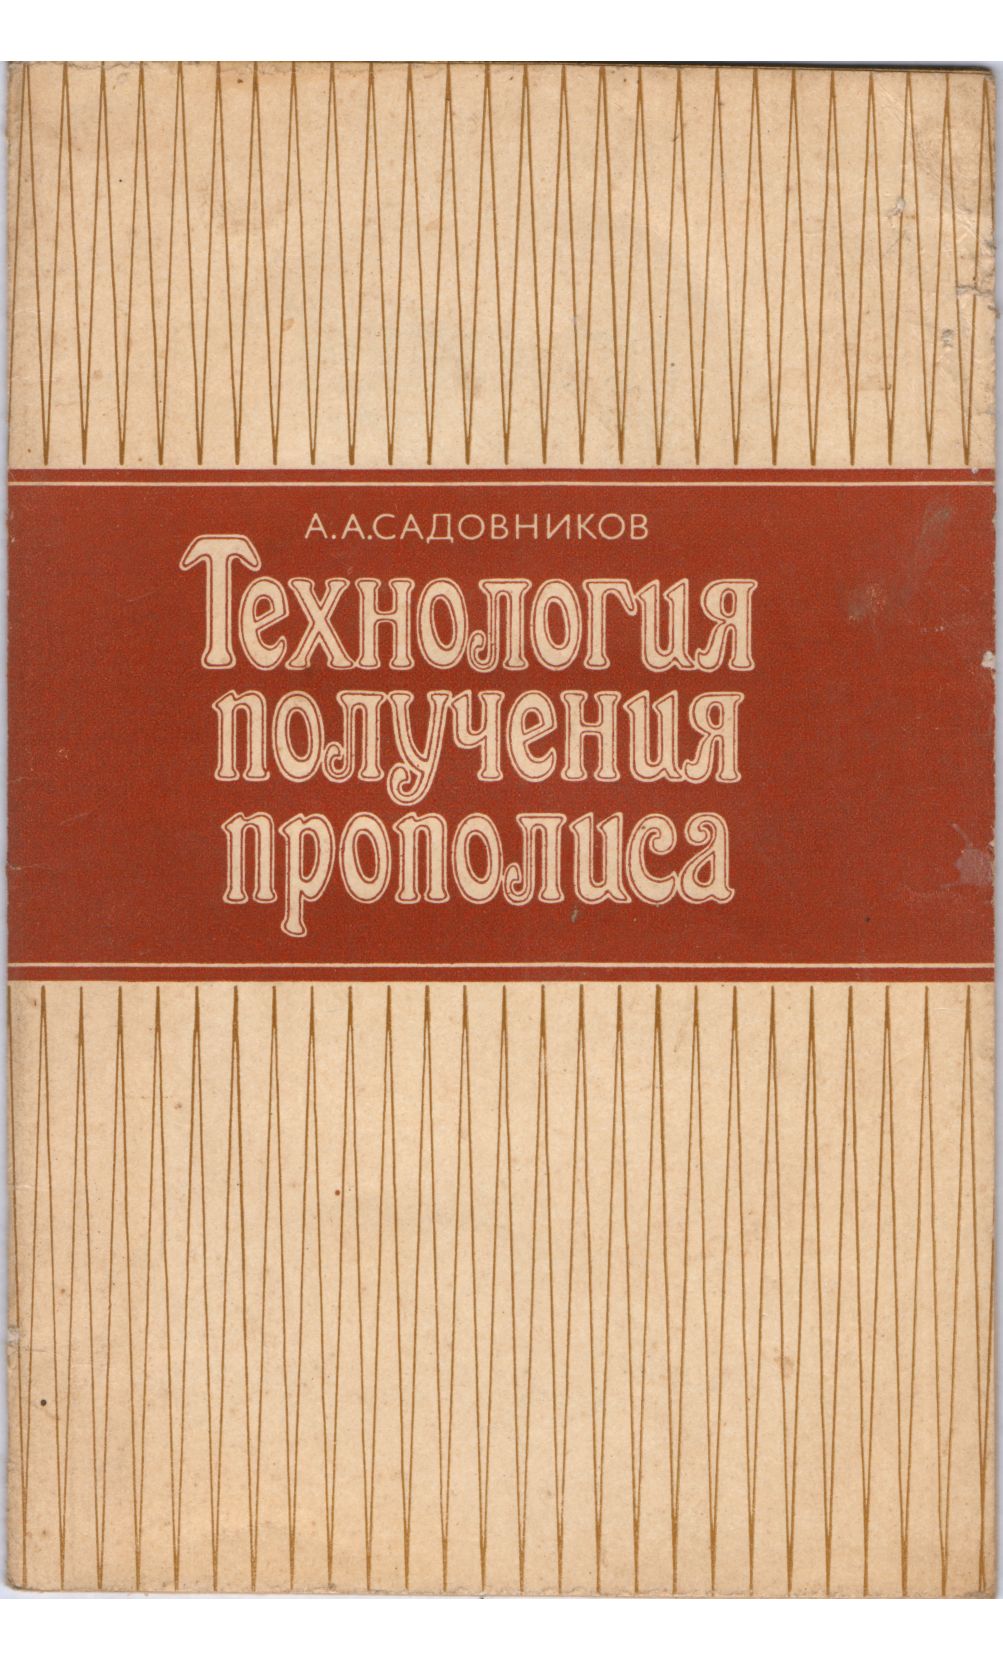 А.А.САДОВНИКОВ
Технология
получения
прополиса